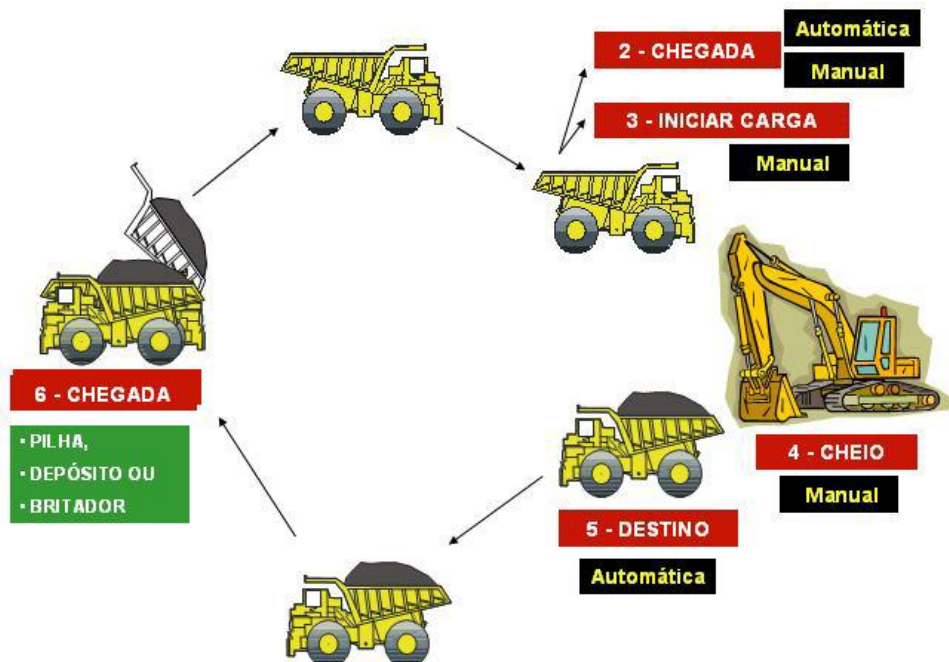 2 - CHEGADA
Automática
Manual
3 - INICIAR CARGA
Manual
4 - CHEIO
Manual
5 - DESTINO
Automática
6 - CHEGADA
• PILHA,
• DEPÓSITO OU
• BRITADOR